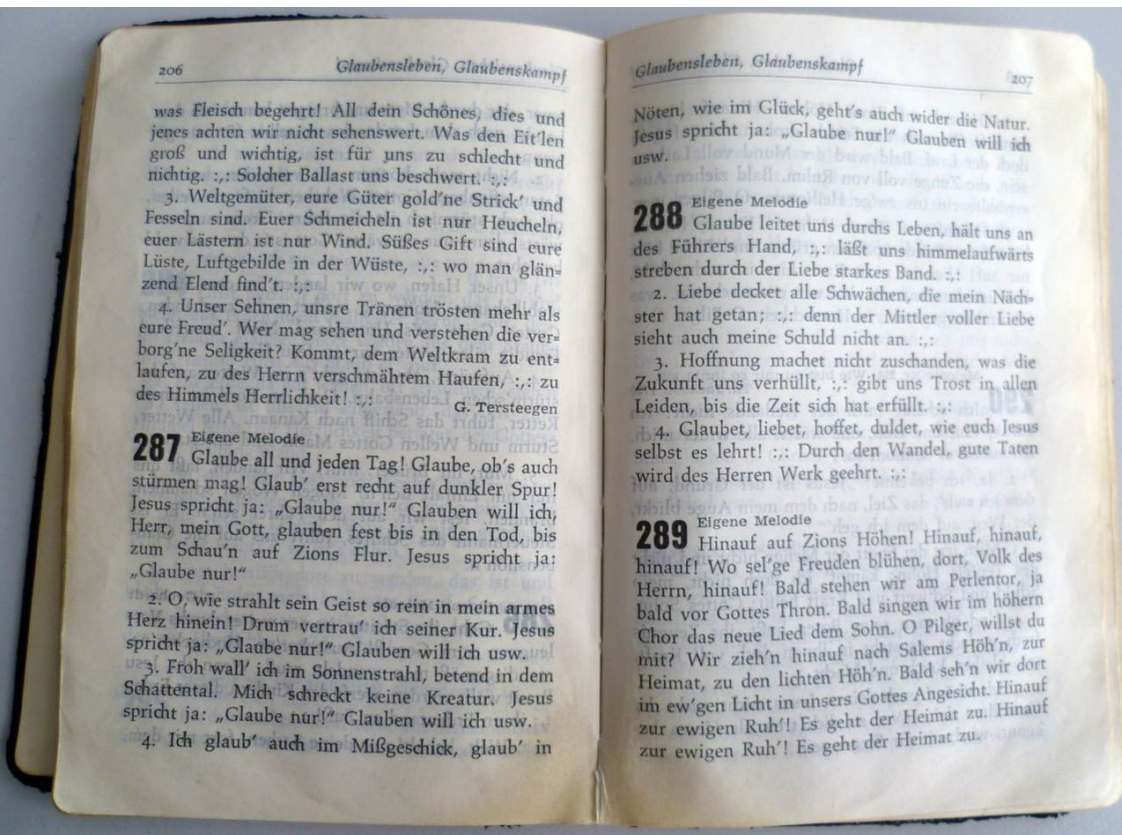 206 Glaubensleben, Glaubenskampf
was Fleisch begehrt! All dein Schönes, dies und
jenes achten wir nicht sehenswert. Was den Eit'len
groß und wichtig, ist für uns zu schlecht und
nichtig. :,: Solcher Ballast uns beschwert. :,:
3. Weltgemüter, eure Güter gold'ne Strick' und
Fesseln sind. Euer Schmeicheln ist nur Heucheln,
euer Lästern ist nur Wind. Süßes Gift sind eure
Lüste, Luftgebilde in der Wüste, :,: wo man glän=
zend Elend find't. :,:
4. Unser Sehnen, unsre Tränen trösten mehr als
eure Freud'. Wer mag sehen und verstehen die ver=
borg'ne Seligkeit? Kommt, dem Weltkram zu ent=
laufen, zu des Herrn verschmähtem Haufen, :,: zu
des Himmels Herrlichkeit! :,: G. Tersteegen
287 Eigene Melodie
Glaube all und jeden Tag! Glaube, ob's auch
stürmen mag! Glaub' erst recht auf dunkler Spur!
Jesus spricht ja: „Glaube nur!" Glauben will ich,
Herr, mein Gott, glauben fest bis in den Tod, bis
zum Schau'n auf Zions Flur. Jesus spricht ja:
„Glaube nur!"
2. O, wie strahlt sein Geist so rein in mein armes
Herz hinein! Drum vertrau' ich seiner Kur. Jesus
spricht ja: „Glaube nur!" Glauben will ich usw.
3. Froh wall' ich im Sonnenstrahl, betend in dem
Schattental. Mich schreckt keine Kreatur. Jesus
spricht ja: „Glaube nur!" Glauben will ich usw.
4. Ich glaub' auch im Mißgeschick, glaub' in
Glaubensleben, Glaubenskampf 207
Nöten, wie im Glück, geht's auch wider die Natur.
Jesus spricht ja: „Glaube nur!" Glauben will ich
usw.
288 Eigene Melodie
Glaube leitet uns durchs Leben, hält uns an
des Führers Hand, :,: läßt uns himmelaufwärts
streben durch der Liebe starkes Band. :,:
2. Liebe decket alle Schwächen, die mein Näch=
ster hat getan; :,: denn der Mittler voller Liebe
sieht auch meine Schuld nicht an. :,:
3. Hoffnung machet nicht zuschanden, was die
Zukunft uns verhüllt, :,: gibt uns Trost in allen
Leiden, bis die Zeit sich hat erfüllt. :,:
4. Glaubet, liebet, hoffet, duldet, wie euch Jesus
selbst es lehrt! :,: Durch den Wandel, gute Taten
wird des Herren Werk geehrt. :,:
289 Eigene Melodie
Hinauf auf Zions Höhen! Hinauf, hinauf,
hinauf! Wo sel'ge Freuden blühen, dort, Volk des
Herrn, hinauf! Bald stehen wir am Perlentor, ja
bald vor Gottes Thron. Bald singen wir im höhern
Chor das neue Lied dem Sohn. O Pilger, willst du
mit? Wir zieh'n hinauf nach Salems Höh'n, zur
Heimat, zu den lichten Höh'n. Bald seh'n wir dort
im ew'gen Licht in unsers Gottes Angesicht. Hinauf
zur ewigen Ruh'! Es geht der Heimat zu. Hinauf
zur ewigen Ruh'! Es geht der Heimat zu.